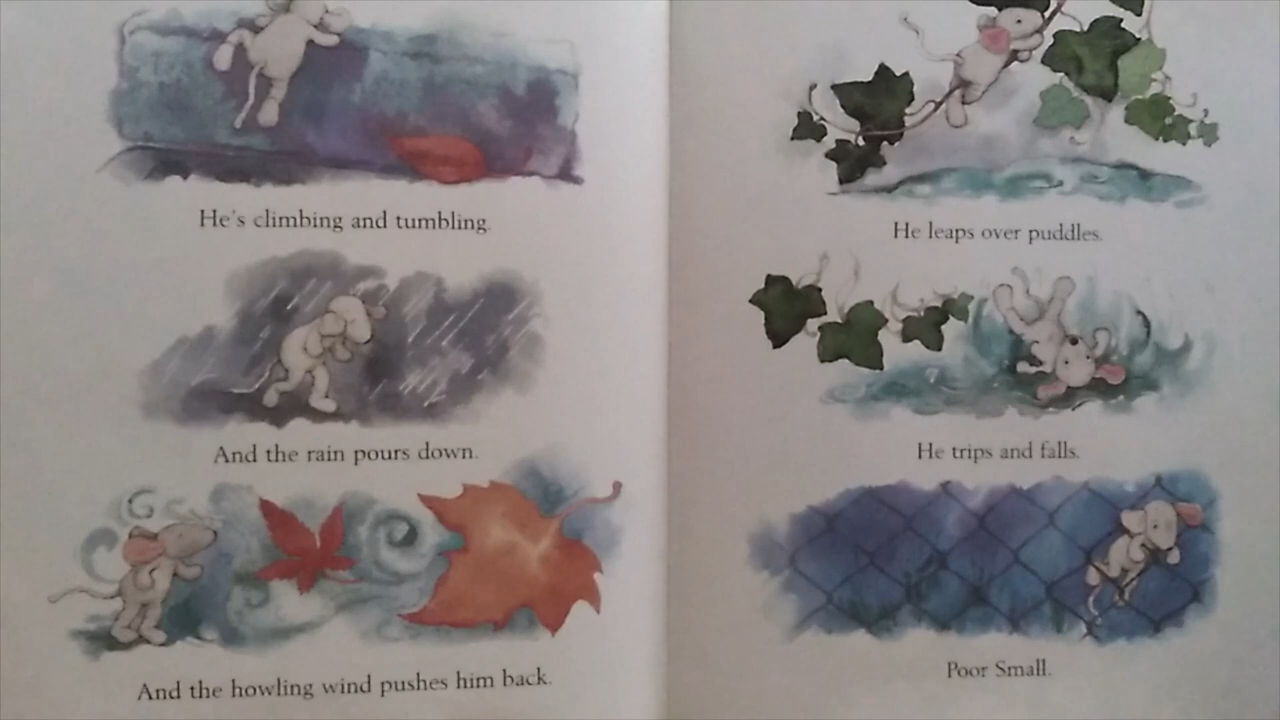 He's climbing and tumbling.
And the rain pours down.
And the howling wind pushes him back.
He leaps over puddles.
He trips and falls.
Poor Small.